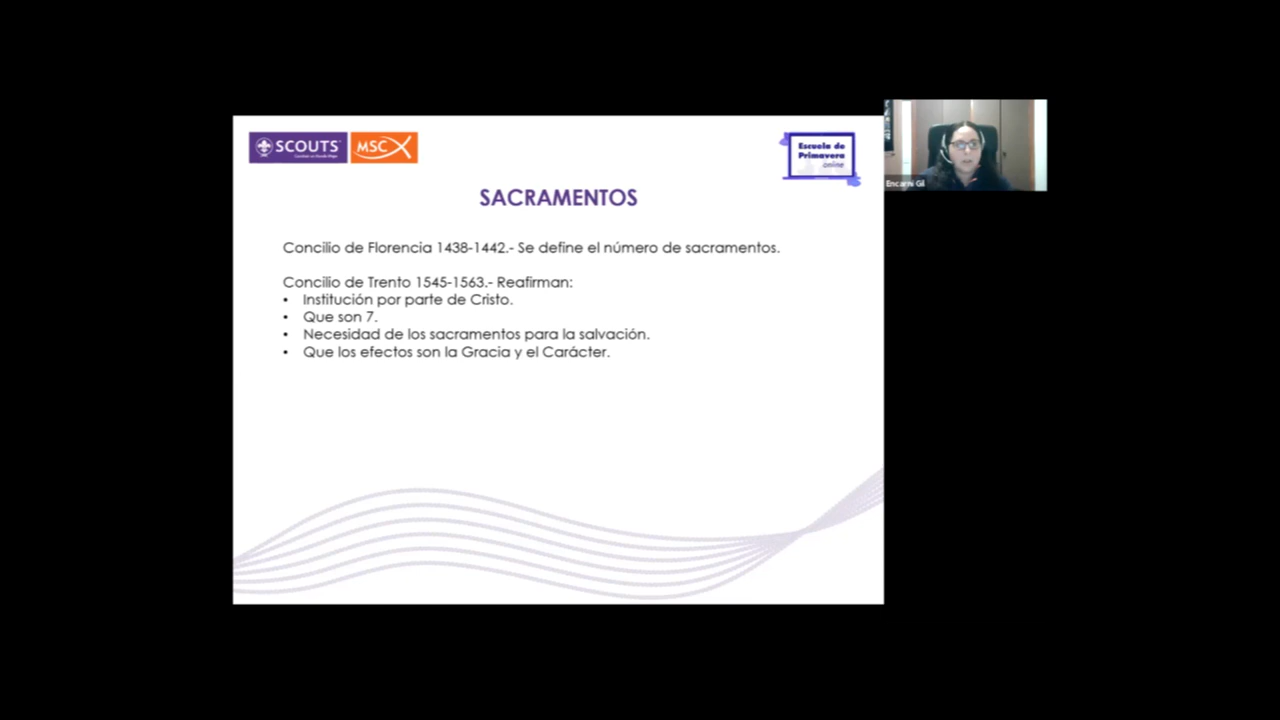 SCOUTS
MSC
Escuela de
Primavera
online
Encarni Gil
SACRAMENTOS
Concilio de Florencia 1438-1442.- Se define el número de sacramentos.
Concilio de Trento 1545-1563.- Reafirman:
• Institución por parte de Cristo.
• Que son 7.
• Necesidad de los sacramentos para la salvación.
• Que los efectos son la Gracia y el Carácter.